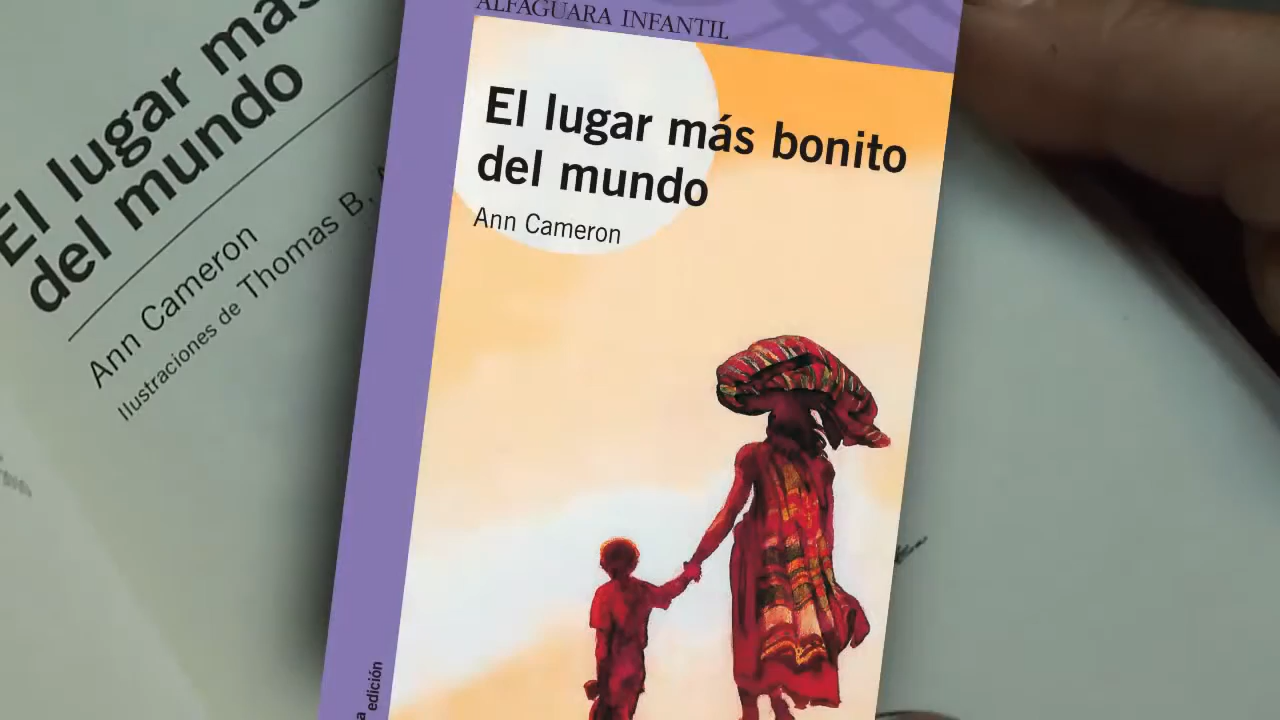 El lugar más
del mundo
Ann Cameron
Ilustraciones de Thomas B.
ALFAGUARA INFANTIL
El lugar más bonito
del mundo
Ann Cameron
edición